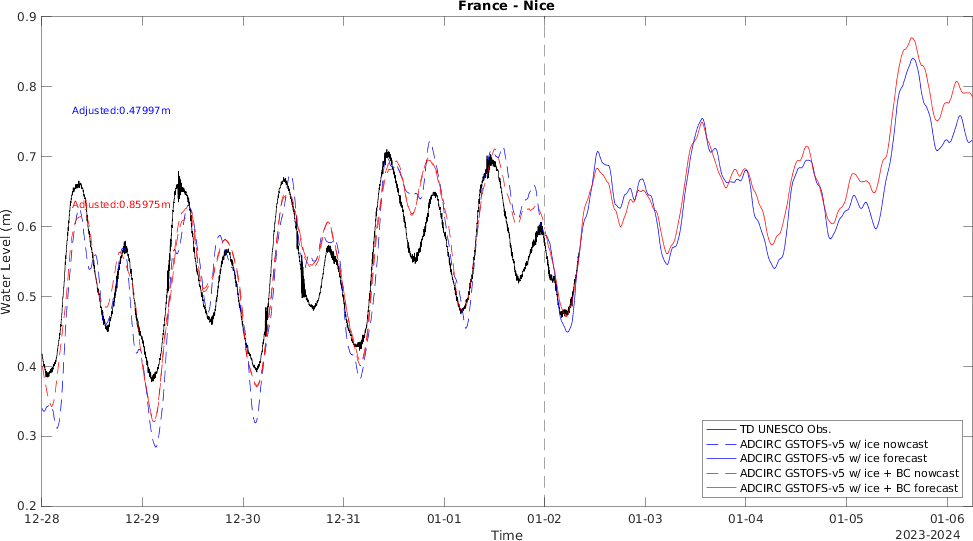 France - Nice
0.9
0.8
0.7
0.6
0.5
0.4
0.3
0.2
Water Level (m)
Adjusted:0.47997m
Adjusted:0.85975m
TD UNESCO Obs.
ADCIRC GSTOFS-v5 w/ ice nowcast
ADCIRC GSTOFS-v5 w/ ice forecast
ADCIRC GSTOFS-v5 w/ ice + BC nowcast
ADCIRC GSTOFS-v5 w/ ice + BC forecast
12-28 12-29 12-30 12-31 01-01 01-02 01-03 01-04 01-05 01-06
Time
2023-2024